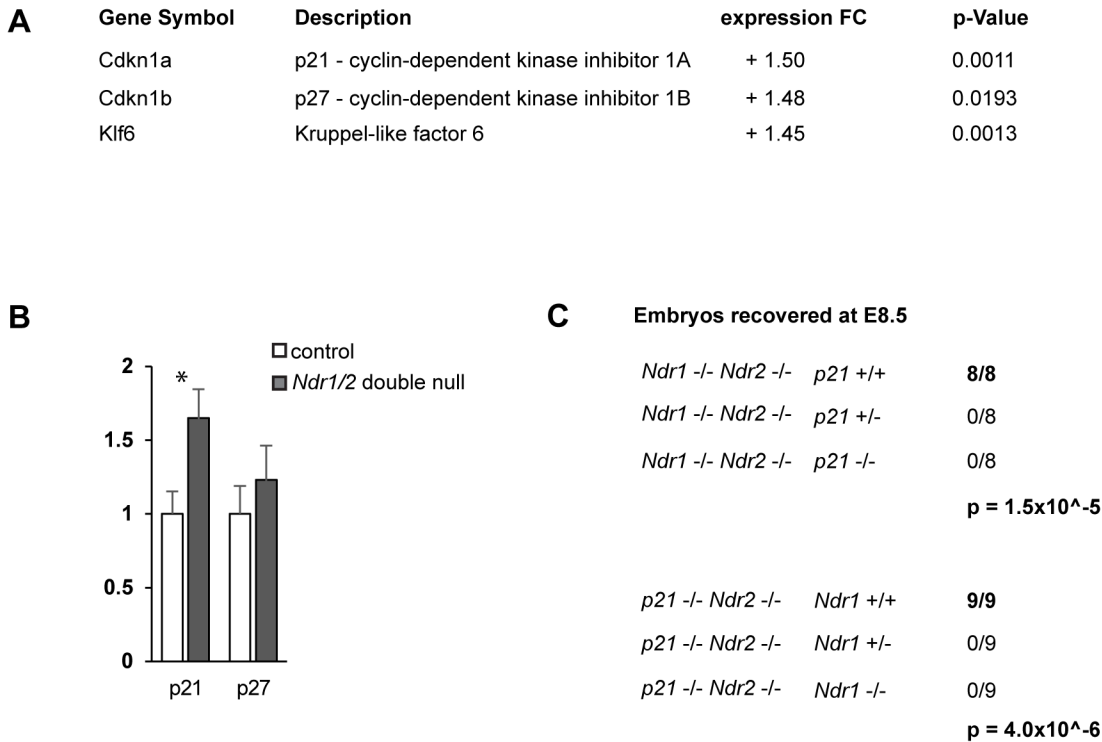 A
Gene Symbol Description expression FC p-Value
Cdkn1a p21 - cyclin-dependent kinase inhibitor 1A + 1.50 0.0011
Cdkn1b p27 - cyclin-dependent kinase inhibitor 1B + 1.48 0.0193
Klf6 Kruppel-like factor 6 + 1.45 0.0013
B
control
Ndr1/2 double null
*
2
1.5
1
0.5
0
p21 p27
C
Embryos recovered at E8.5
Ndr1 -/- Ndr2 -/- p21 +/+ 8/8
Ndr1 -/- Ndr2 -/- p21 +/- 0/8
Ndr1 -/- Ndr2 -/- p21 -/- 0/8
p = 1.5x10^-5
p21 -/- Ndr2 -/- Ndr1 +/+ 9/9
p21 -/- Ndr2 -/- Ndr1 +/- 0/9
p21 -/- Ndr2 -/- Ndr1 -/- 0/9
p = 4.0x10^-6